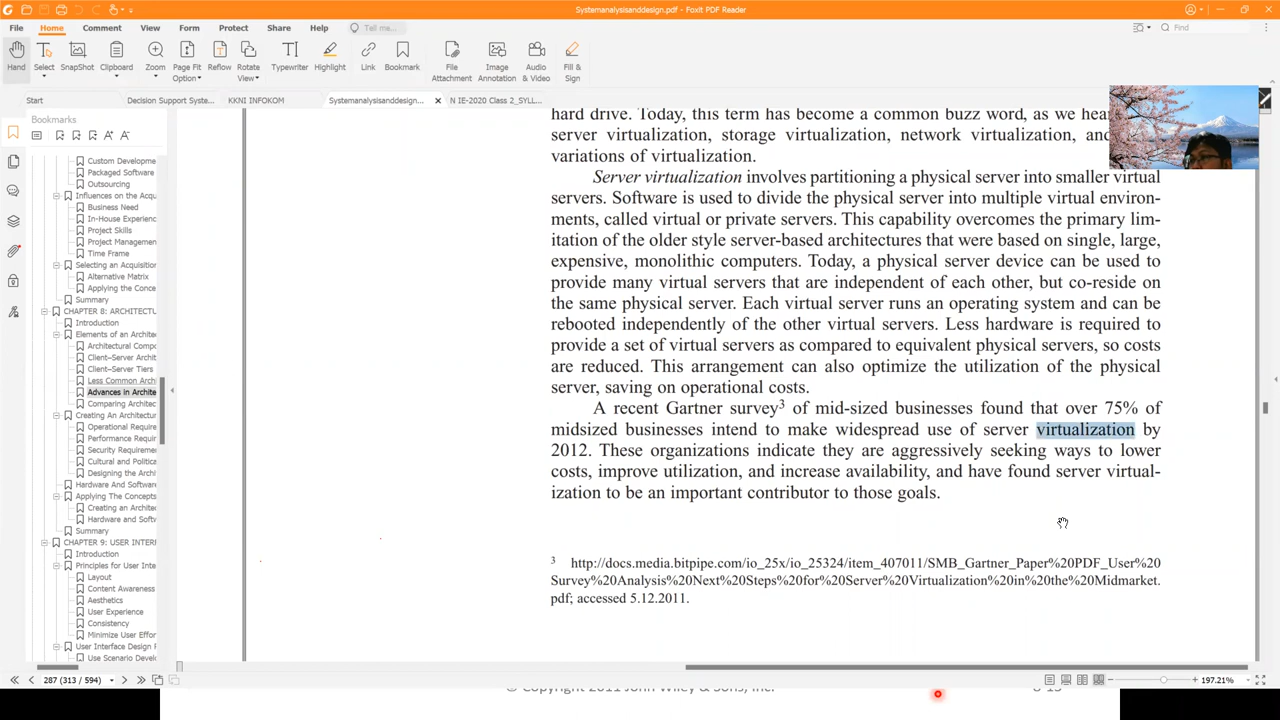 Systemanalysisanddesign.pdf - Foxit PDF Reader
File Home Comment View Form Protect Share Help Tell me... Find
Hand Select SnapShot Clipboard Zoom Page Fit Option Reflow Rotate View Typewriter Highlight Link Bookmark File Attachment Image Annotation Audio & Video Fill & Sign
Start Decision Support Syste... KKNI INFOKOM Systemanalysisanddesign... N IE-2020 Class 2_SYLL...
Bookmarks
Custom Developme
Packaged Software
Outsourcing
Influences on the Acqu
Business Need
In-House Experienc
Project Skills
Project Managemen
Time Frame
Selecting an Acquisition
Alternative Matrix
Applying the Conce
Summary
CHAPTER 8: ARCHITECTU
Introduction
Elements of an Architec
Architectural Compo
Client–Server Archit
Client–Server Tiers
Less Common Arch
Advances in Archite
Comparing Architec
Creating An Architectur
Operational Require
Performance Requir
Security Requiremen
Cultural and Political
Designing the Archi
Hardware And Software
Applying The Concepts
Creating an Architec
Hardware and Softw
Summary
CHAPTER 9: USER INTERF
Introduction
Principles for User Inter
Layout
Content Awareness
Aesthetics
User Experience
Consistency
Minimize User Effor
User Interface Design P
Use Scenario Develo
hard drive. Today, this term has become a common buzz word, as we hea
server virtualization, storage virtualization, network virtualization, and
variations of virtualization.
Server virtualization involves partitioning a physical server into smaller virtual
servers. Software is used to divide the physical server into multiple virtual environ-
ments, called virtual or private servers. This capability overcomes the primary lim-
itation of the older style server-based architectures that were based on single, large,
expensive, monolithic computers. Today, a physical server device can be used to
provide many virtual servers that are independent of each other, but co-reside on
the same physical server. Each virtual server runs an operating system and can be
rebooted independently of the other virtual servers. Less hardware is required to
provide a set of virtual servers as compared to equivalent physical servers, so costs
are reduced. This arrangement can also optimize the utilization of the physical
server, saving on operational costs.
A recent Gartner survey³ of mid-sized businesses found that over 75% of
midsized businesses intend to make widespread use of server virtualization by
2012. These organizations indicate they are aggressively seeking ways to lower
costs, improve utilization, and increase availability, and have found server virtual-
ization to be an important contributor to those goals.
3 http://docs.media.bitpipe.com/io_25x/io_25324/item_407011/SMB_Gartner_Paper%20PDF_User%20
Survey%20Analysis%20Next%20Steps%20for%20Server%20Virtualization%20in%20the%20Midmarket.
pdf; accessed 5.12.2011.
287 (313 / 594) 197.21%
© Copyright 2011 John Wiley & Sons, Inc.